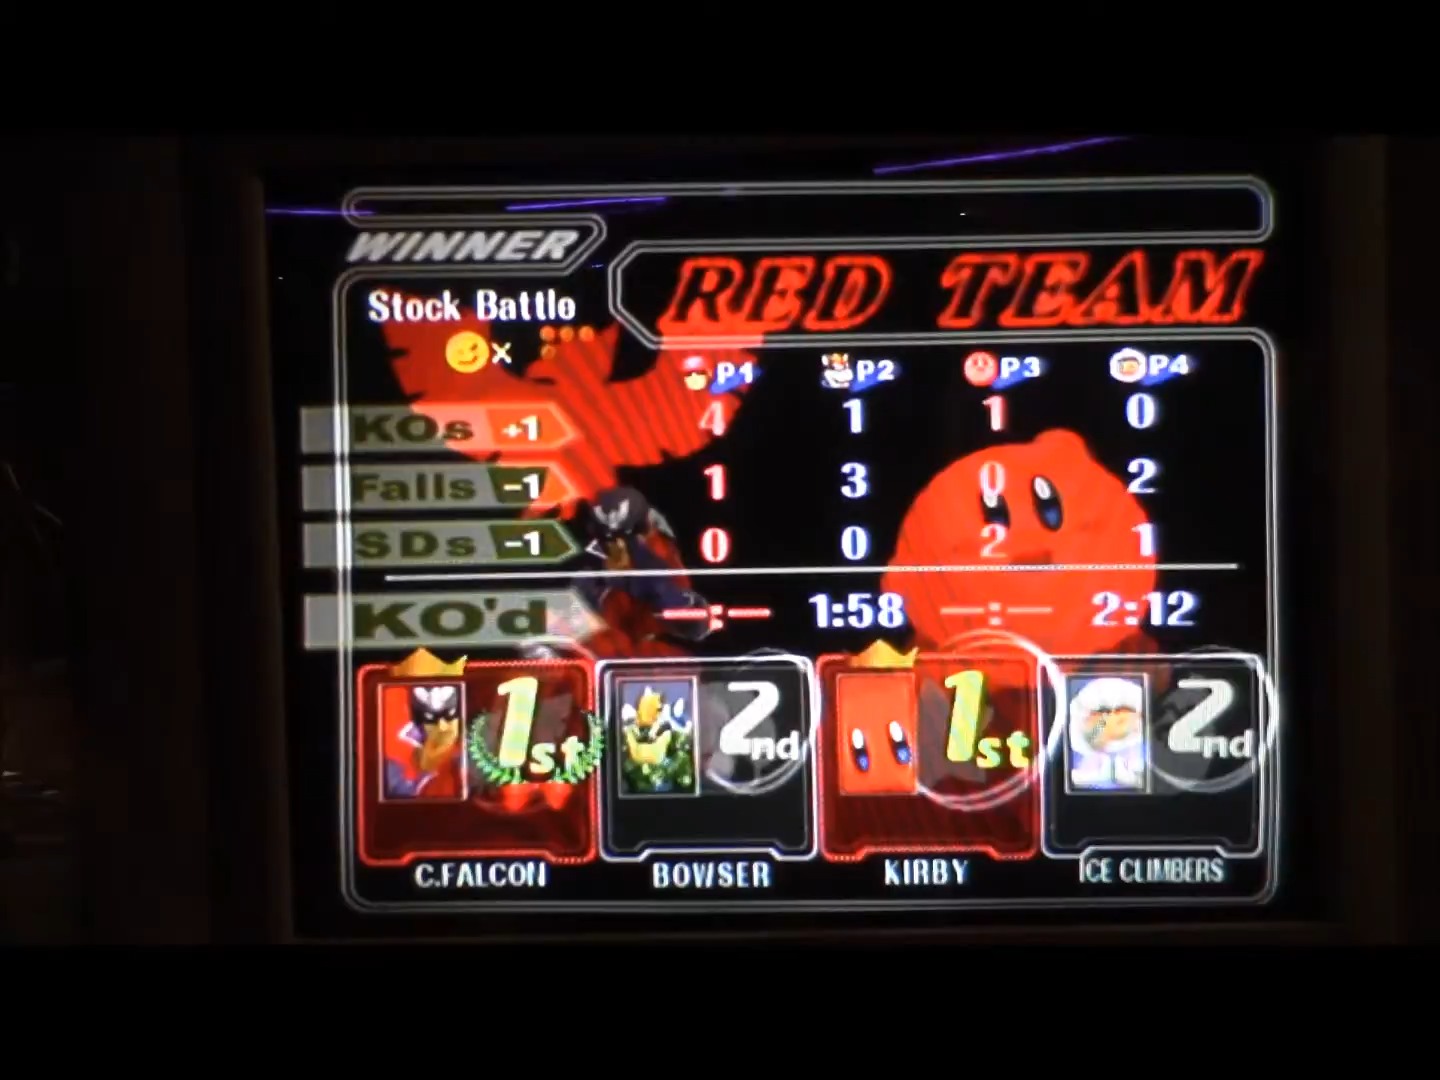 WINNER
RED TEAM
Stock Battle
X
P1 P2 P3 P4
KOs +1 4 1 1 0
Falls -1 1 3 0 2
SDs -1 0 0 2 1
KO'd --:-- 1:58 --:-- 2:12
1st 2nd 1st 2nd
C.FALCON BOWSER KIRBY ICE CLIMBERS